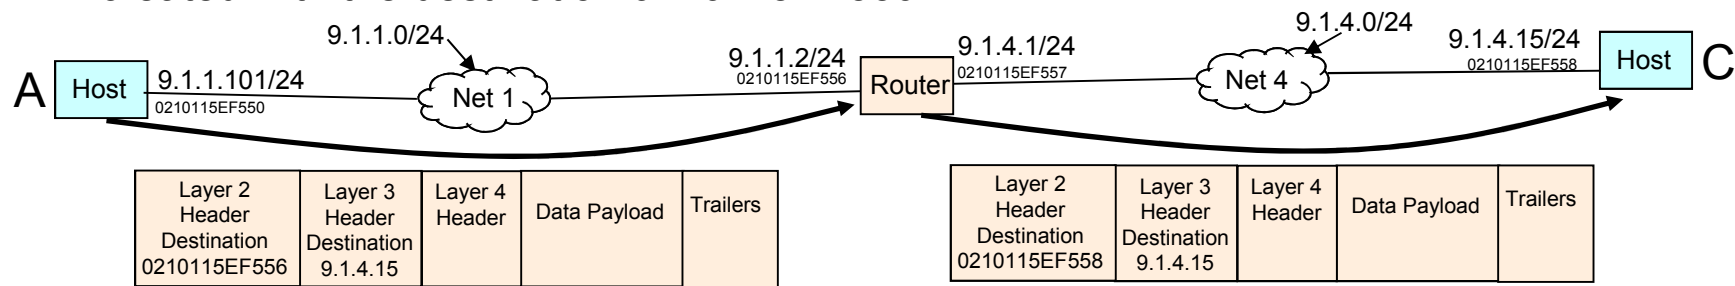 9.1.1.0/24
9.1.4.0/24
A
Host
9.1.1.101/24
0210115EF550
Net 1
9.1.1.2/24
0210115EF556
Router
9.1.4.1/24
0210115EF557
Net 4
9.1.4.15/24
0210115EF558
Host
C
Layer 2
Header
Destination
0210115EF556
Layer 3
Header
Destination
9.1.4.15
Layer 4
Header
Data Payload
Trailers
Layer 2
Header
Destination
0210115EF558
Layer 3
Header
Destination
9.1.4.15
Layer 4
Header
Data Payload
Trailers